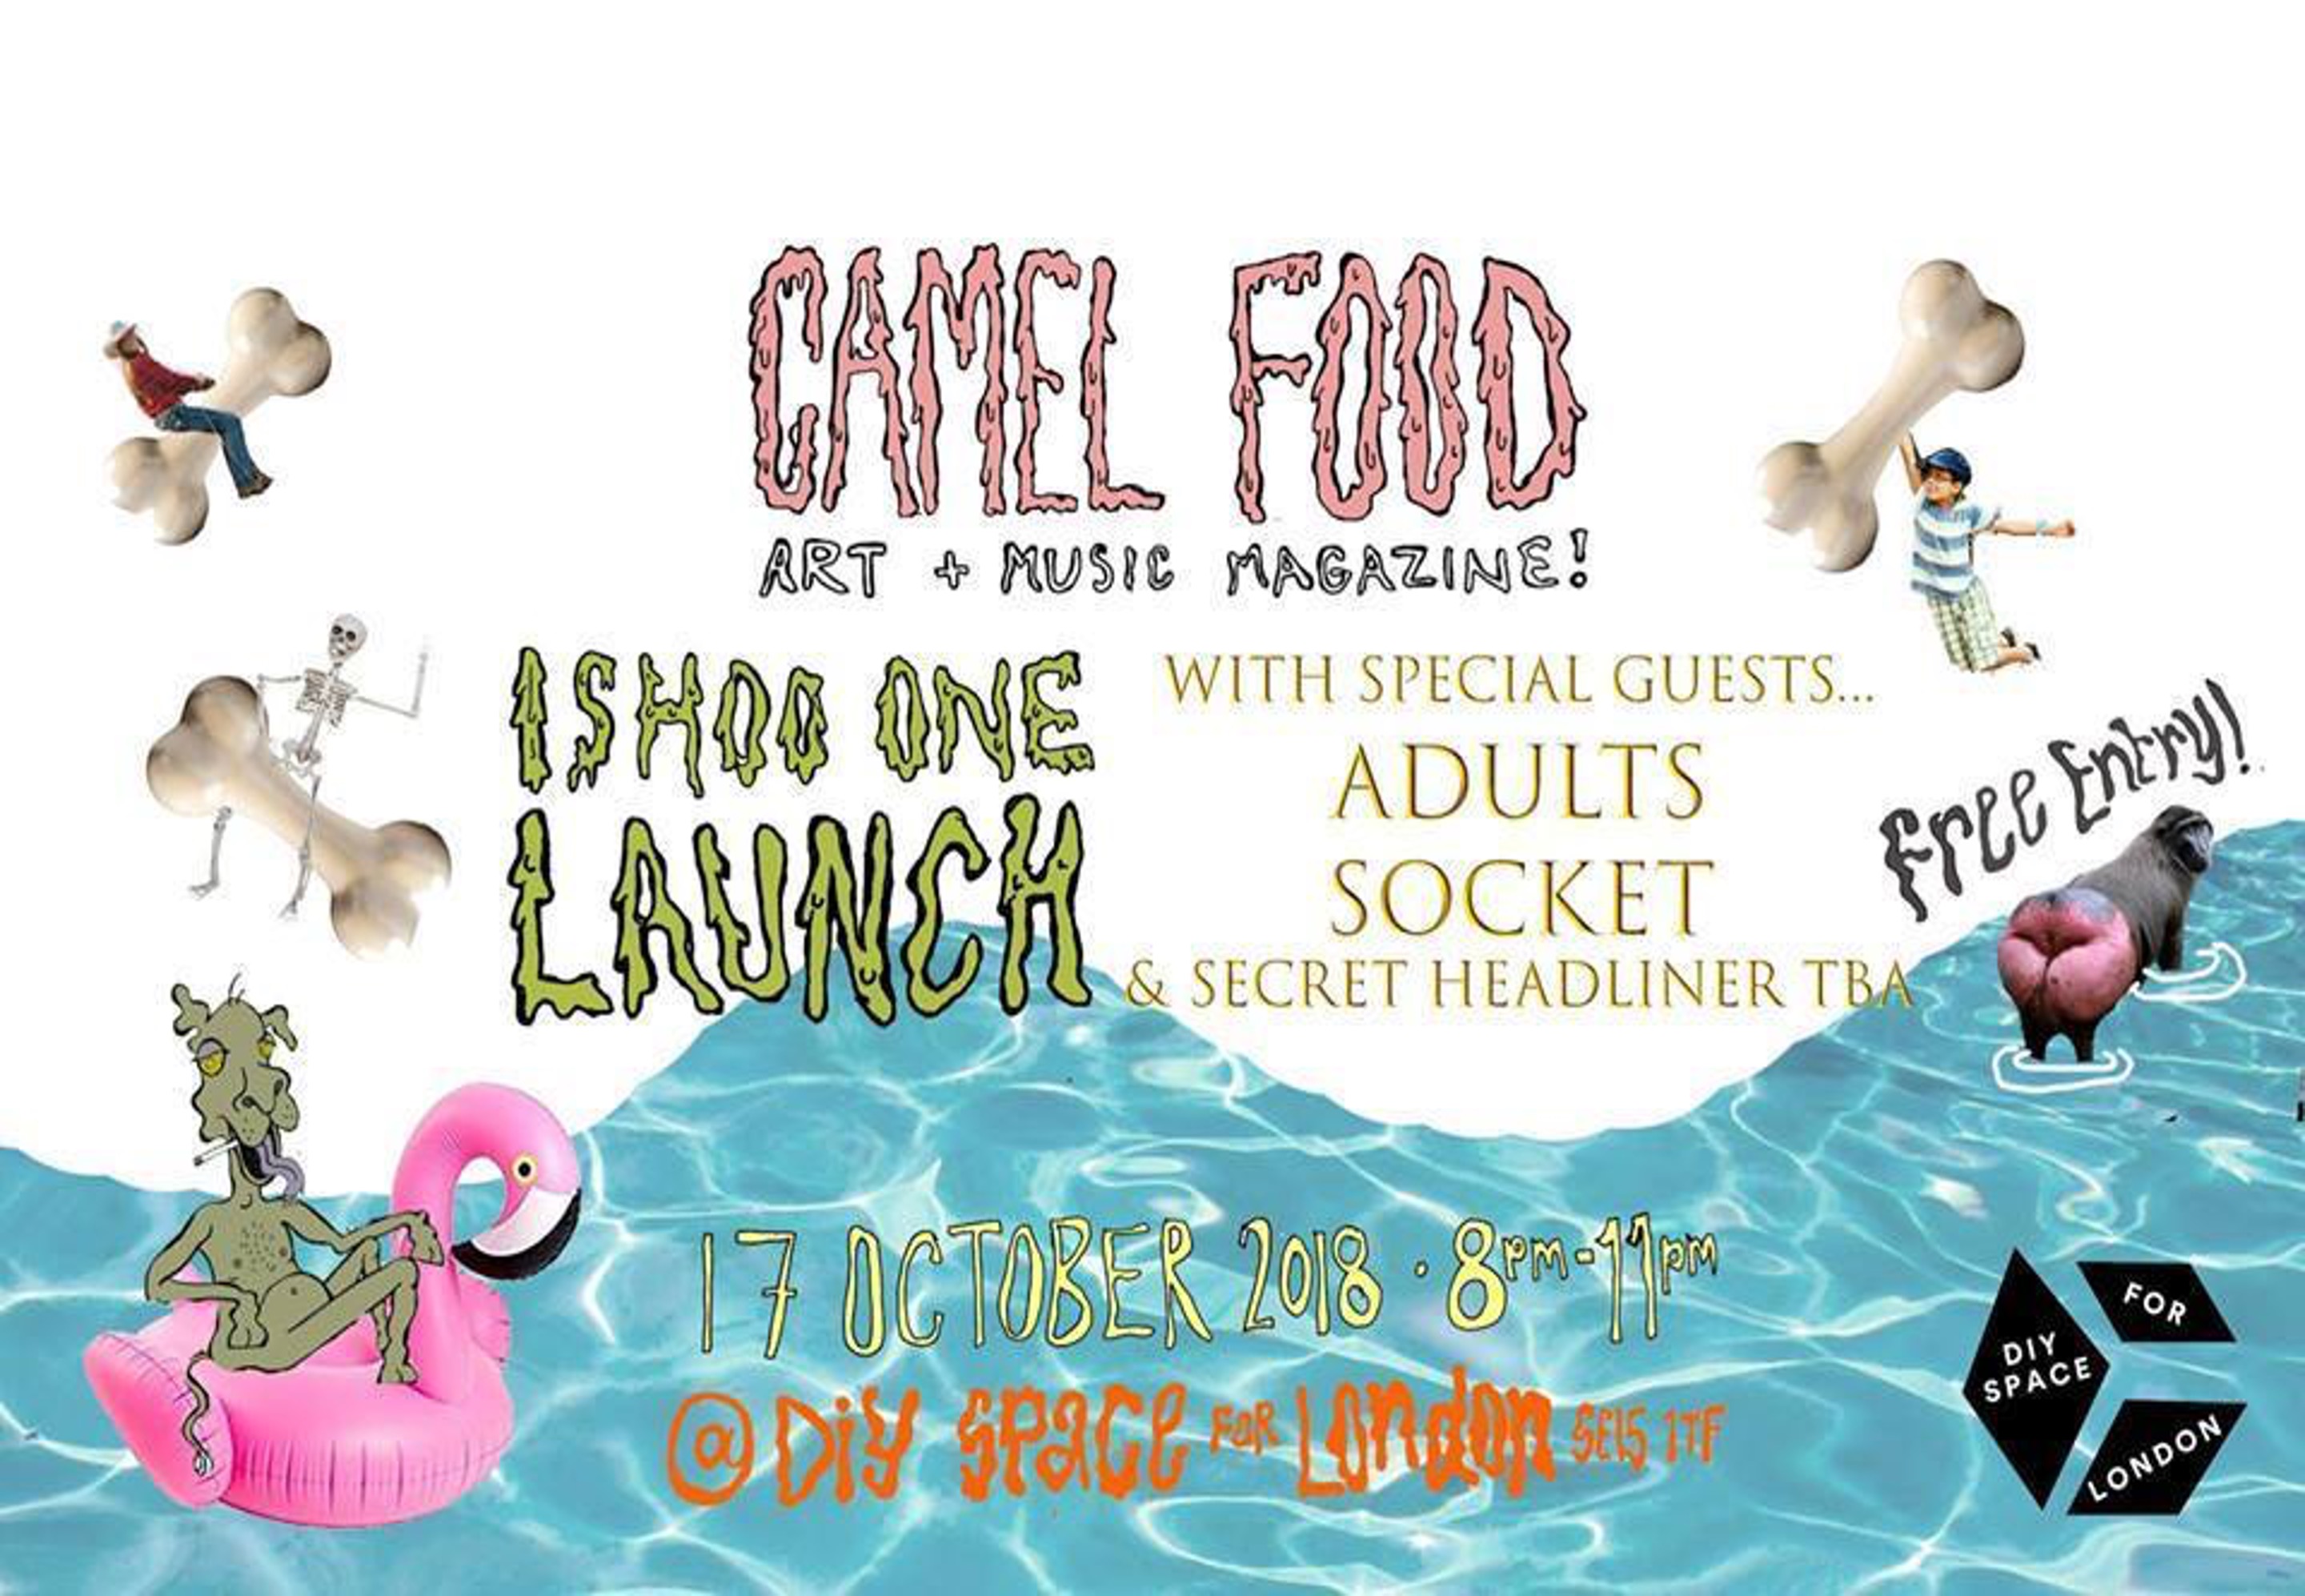 CAMEL FOOD
ART + MUSIC MAGAZINE!
ISHOO ONE
LAUNCH
WITH SPECIAL GUESTS...
ADULTS
SOCKET
& SECRET HEADLINER TBA
Free Entry!
17 OCTOBER 2018 · 8pm-11pm
@ DiY SPACE FOR LONDON SE15 1TF
DIY
SPACE
FOR
LONDON